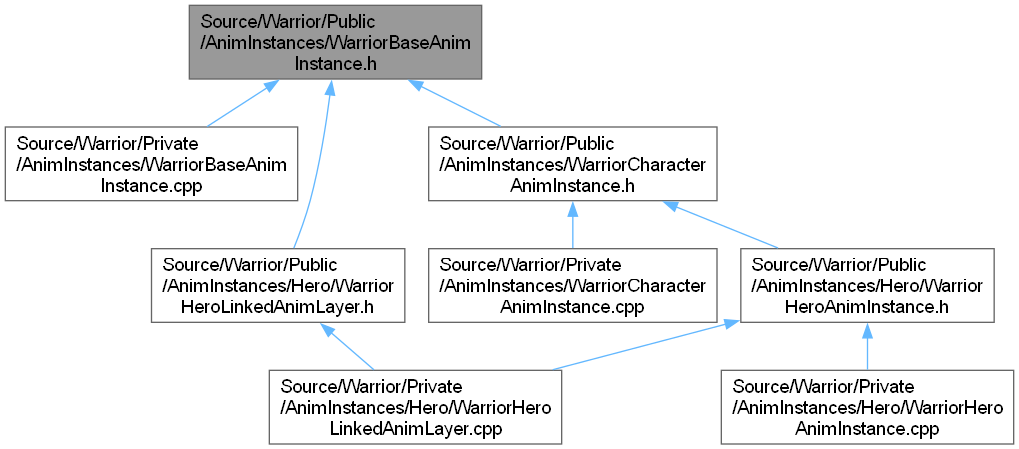 Source/Warrior/Public
/AnimInstances/WarriorBaseAnim
Instance.h
Source/Warrior/Private
/AnimInstances/WarriorBaseAnim
Instance.cpp
Source/Warrior/Public
/AnimInstances/WarriorCharacter
AnimInstance.h
Source/Warrior/Public
/AnimInstances/Hero/Warrior
HeroLinkedAnimLayer.h
Source/Warrior/Private
/AnimInstances/WarriorCharacter
AnimInstance.cpp
Source/Warrior/Public
/AnimInstances/Hero/Warrior
HeroAnimInstance.h
Source/Warrior/Private
/AnimInstances/Hero/WarriorHero
LinkedAnimLayer.cpp
Source/Warrior/Private
/AnimInstances/Hero/WarriorHero
AnimInstance.cpp